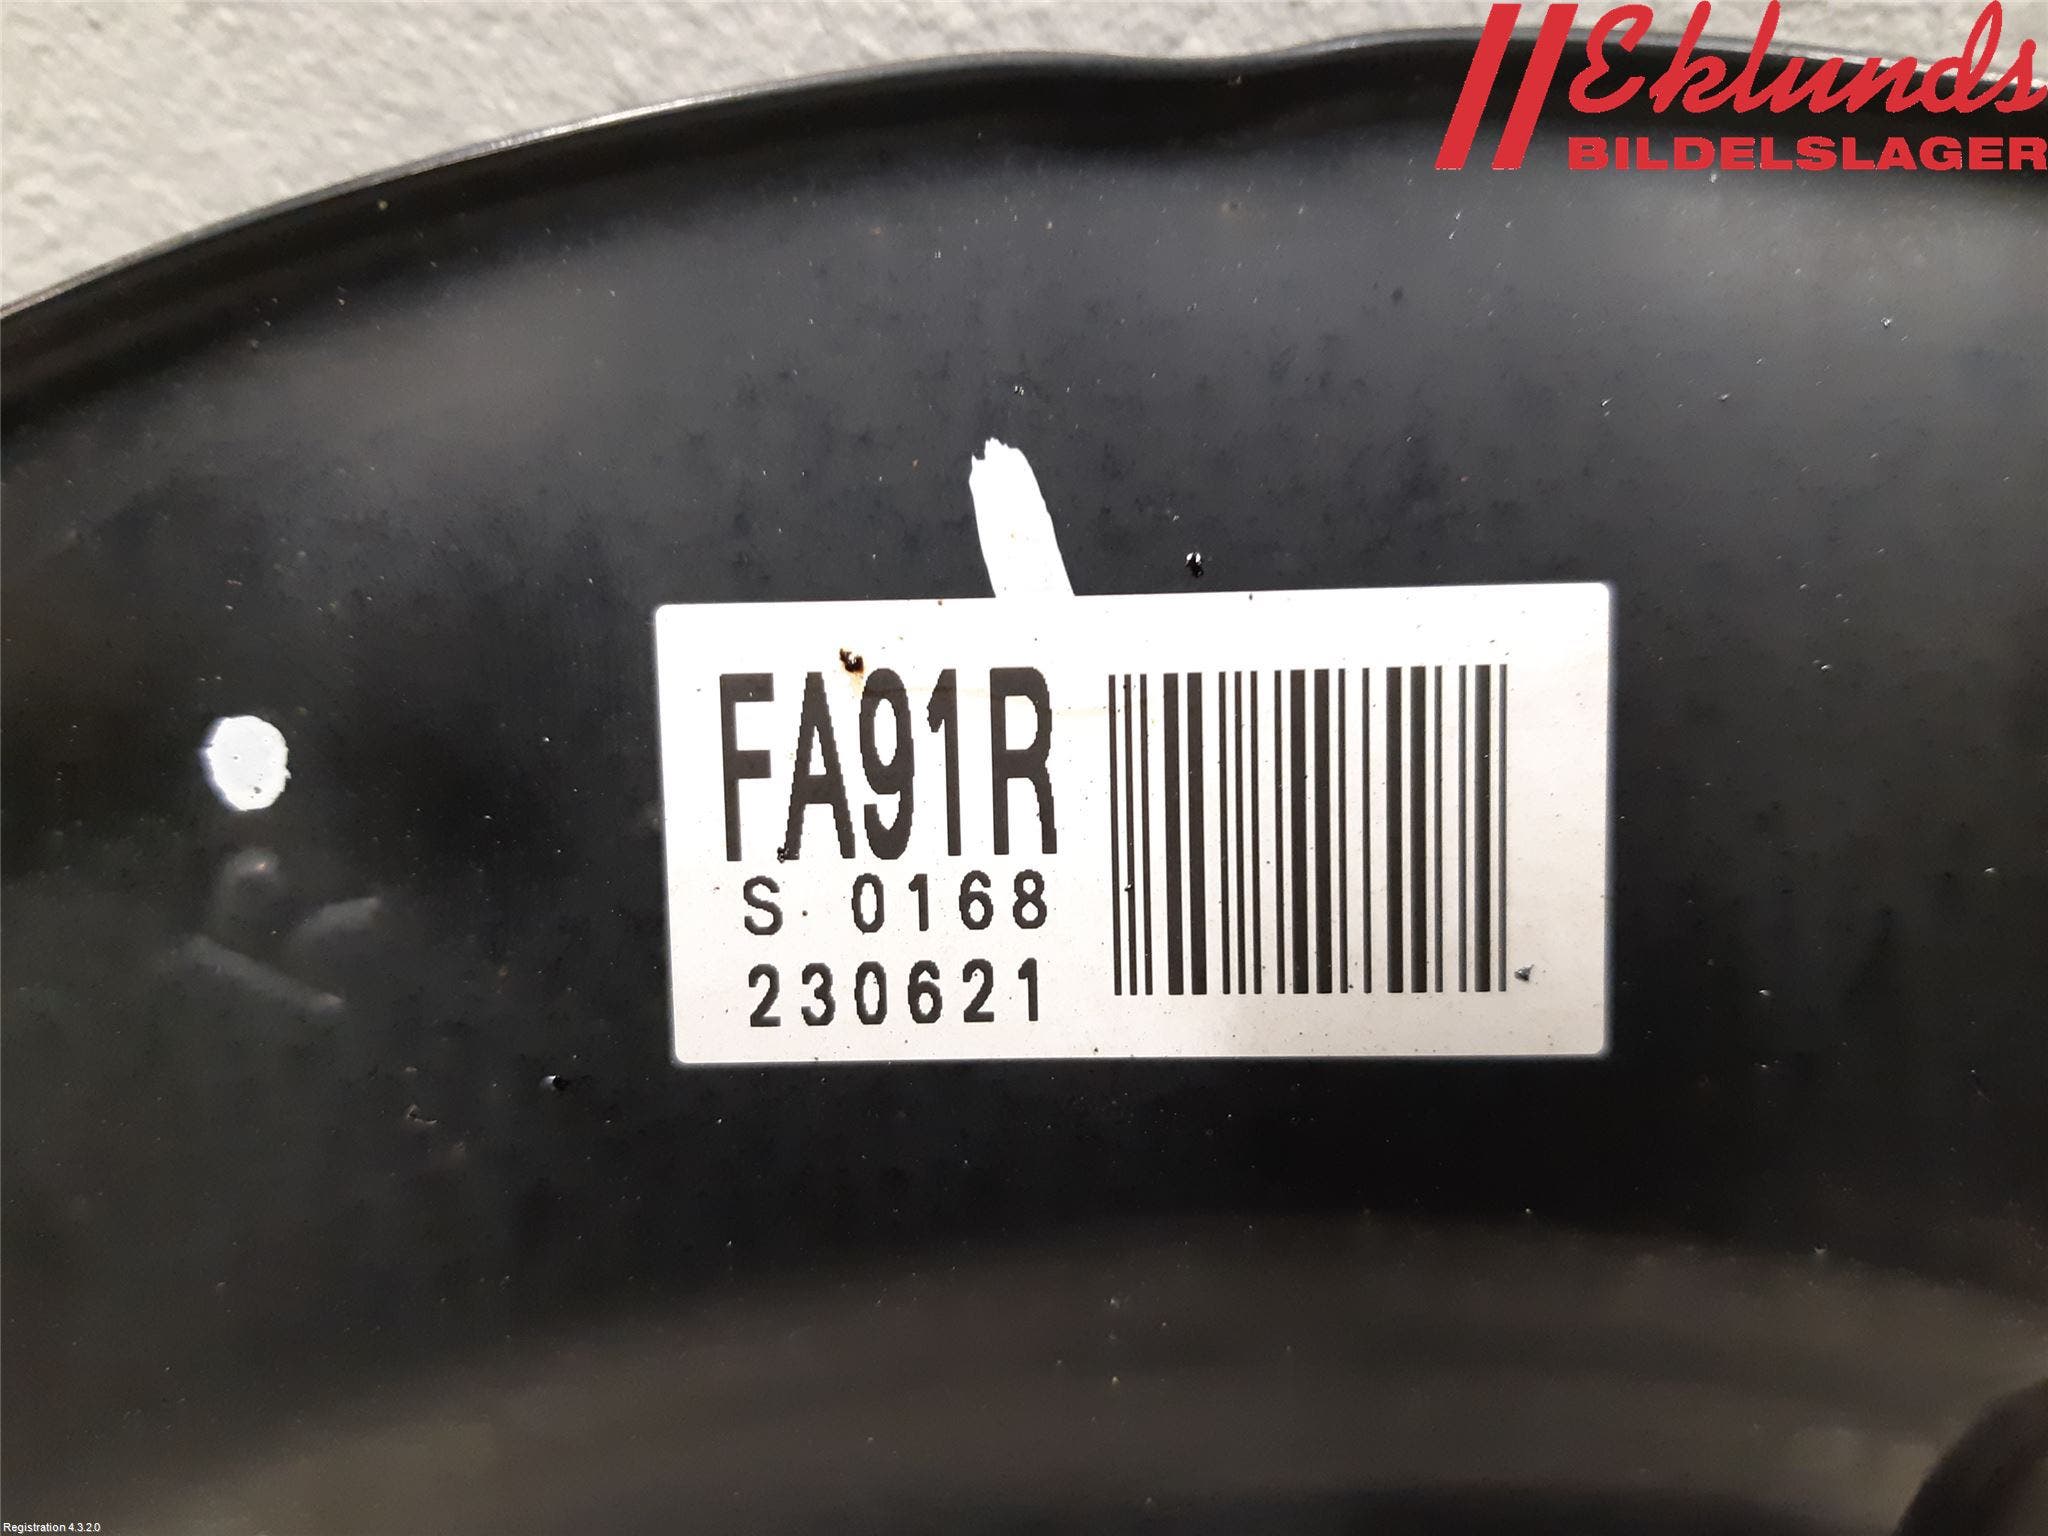 Eklunds
BILDELSLAGER
FA91R
S 0168
230621
Registration 4.3.2.0